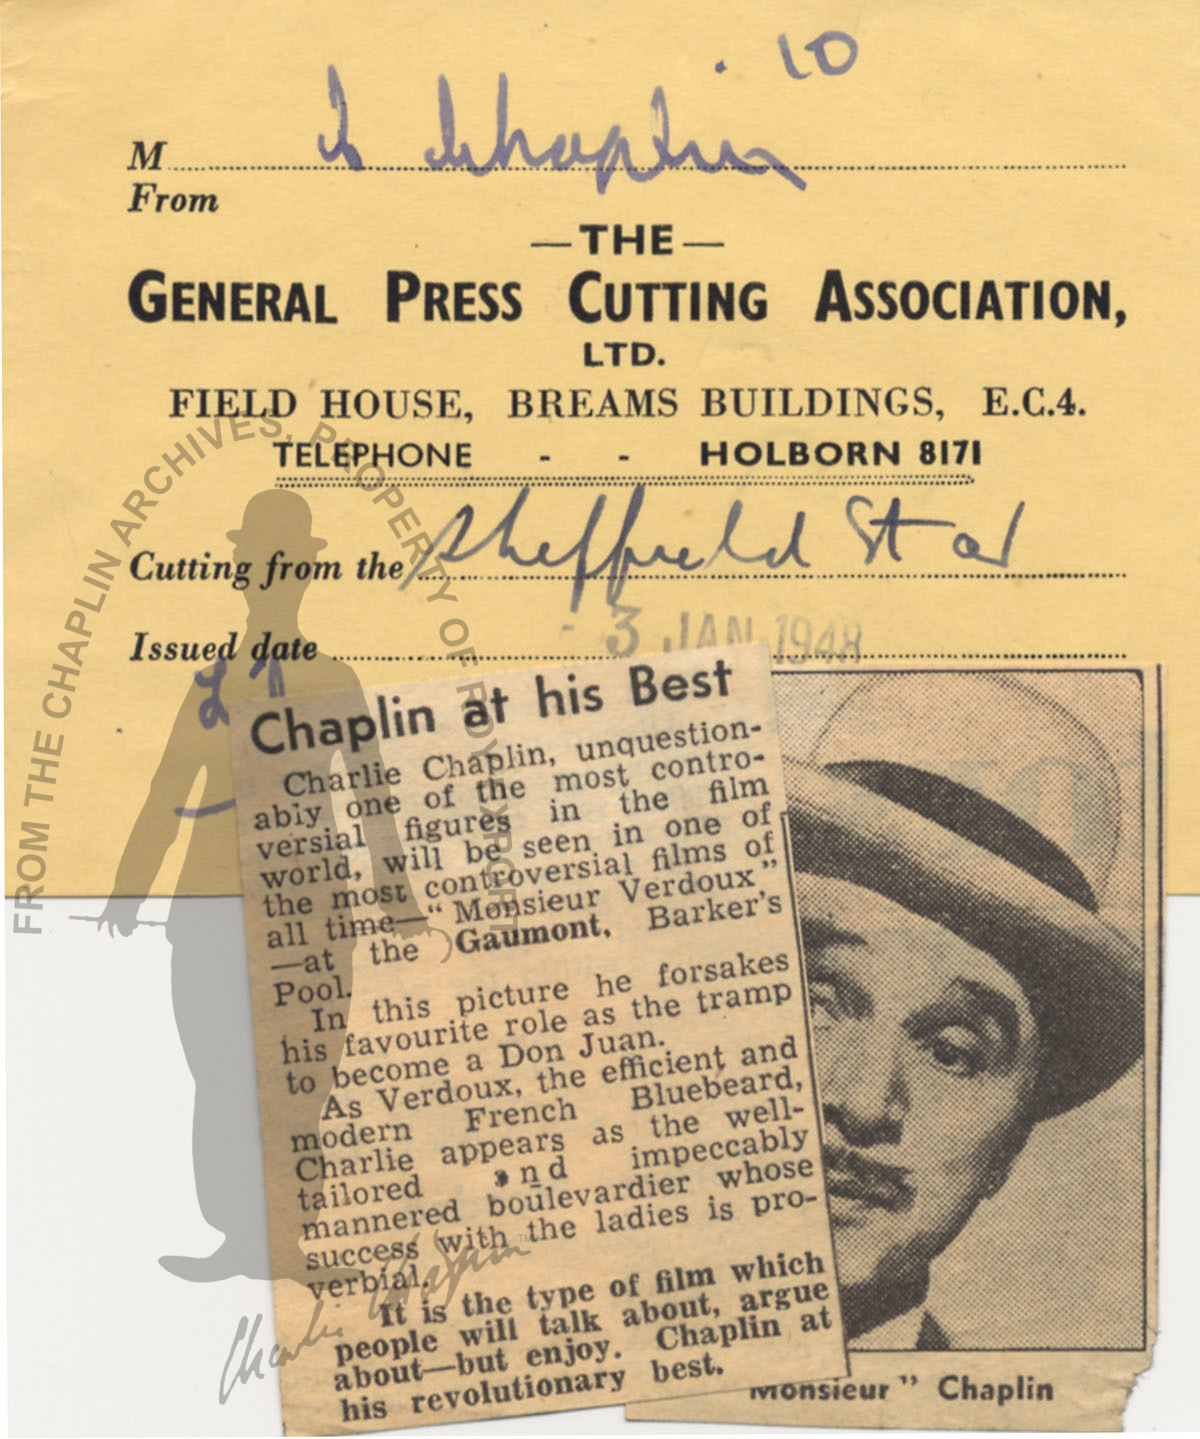 10
M Chaplin
From
—THE—
GENERAL PRESS CUTTING ASSOCIATION,
LTD.
FIELD HOUSE, BREAMS BUILDINGS, E.C.4.
TELEPHONE - - HOLBORN 8171
Cutting from the Sheffield Star
Issued date - 3 JAN 1948
Chaplin at his Best
Charlie Chaplin, unquestion-
ably one of the most contro-
versial figures in the film
world, will be seen in one of
the most controversial films of
all time—“Monsieur Verdoux”
—at the Gaumont, Barker's
Pool.
In this picture he forsakes
his favourite role as the tramp
to become a Don Juan.
As Verdoux, the efficient and
modern French Bluebeard,
Charlie appears as the well-
tailored and impeccably
mannered boulevardier whose
success with the ladies is pro-
verbial.
It is the type of film which
people will talk about, argue
about—but enjoy. Chaplin at
his revolutionary best.
Monsieur” Chaplin
FROM THE CHAPLIN ARCHIVES, PROPERTY OF ROY EXPORT
Charlie Chaplin